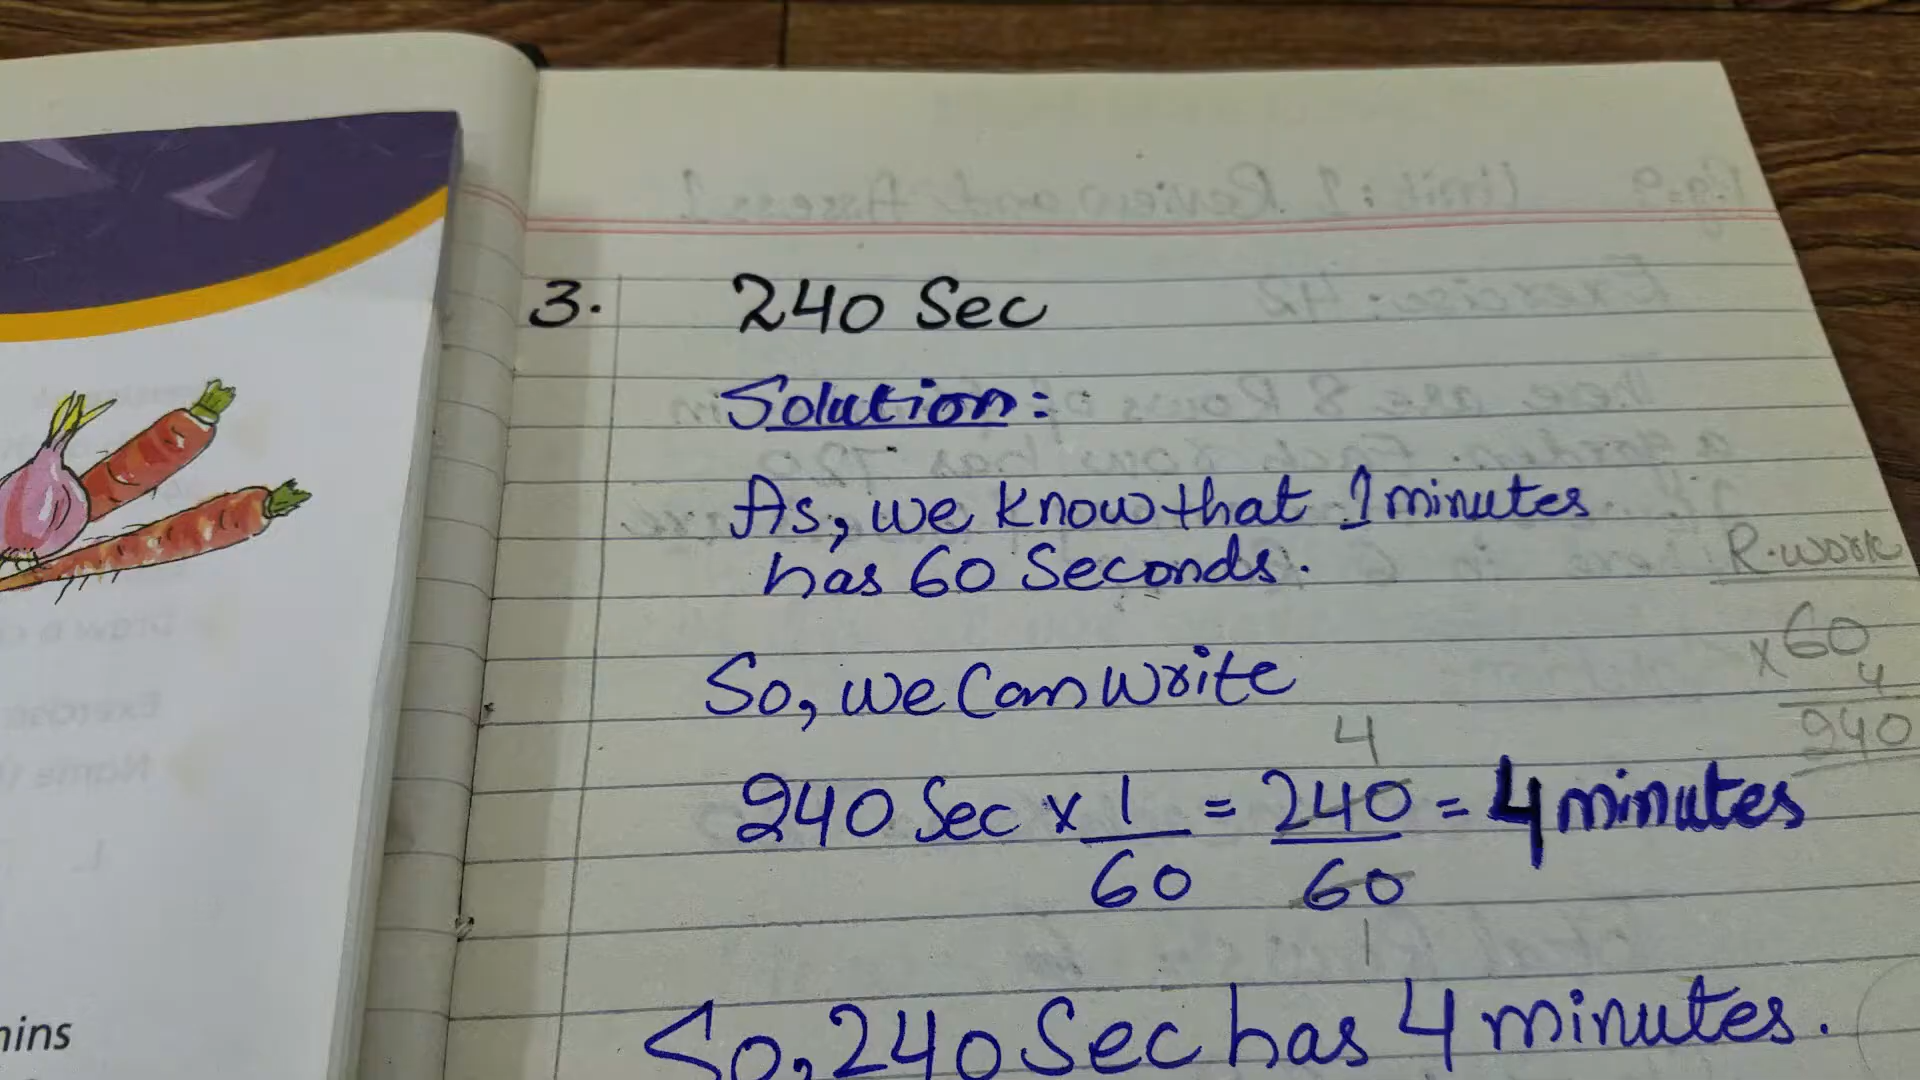 3. 240 Sec
Solution:
As, we know that 1 minutes
has 60 Seconds.
R.work
So, we Can write
× 60
4
240
4
240 Sec × 1/60 = 240/60 = 4 minutes
1
So, 240 Sec has 4 minutes.
mins